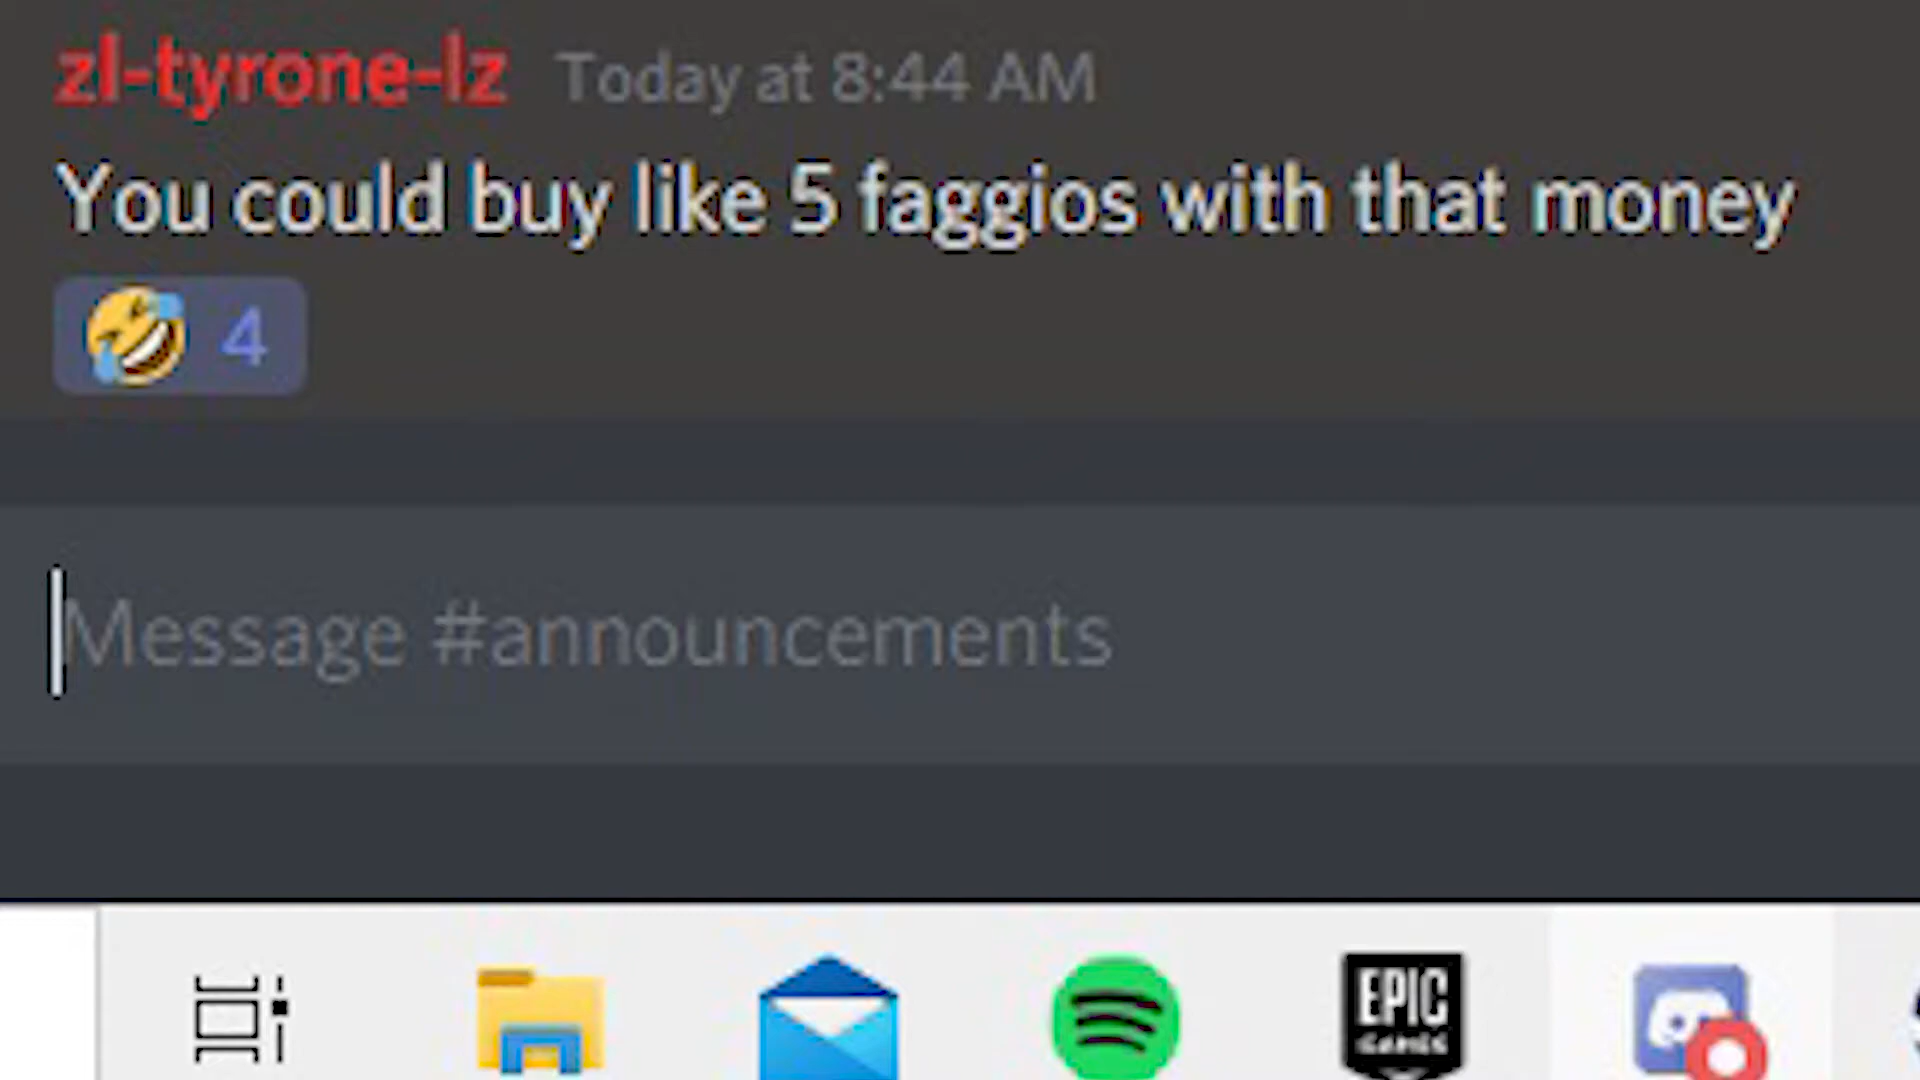 zl-tyrone-lz Today at 8:44 AM
You could buy like 5 faggios with that money
4
Message #announcements
EPIC
GAMES